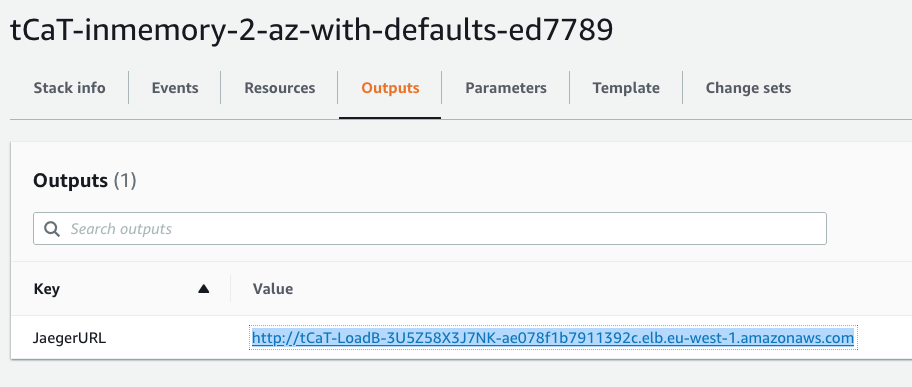 tCaT-inmemory-2-az-with-defaults-ed7789
Stack info Events Resources Outputs Parameters Template Change sets
Outputs (1)
Search outputs
Key Value
JaegerURL http://tCaT-LoadB-3U5Z58X3J7NK-ae078f1b7911392c.elb.eu-west-1.amazonaws.com